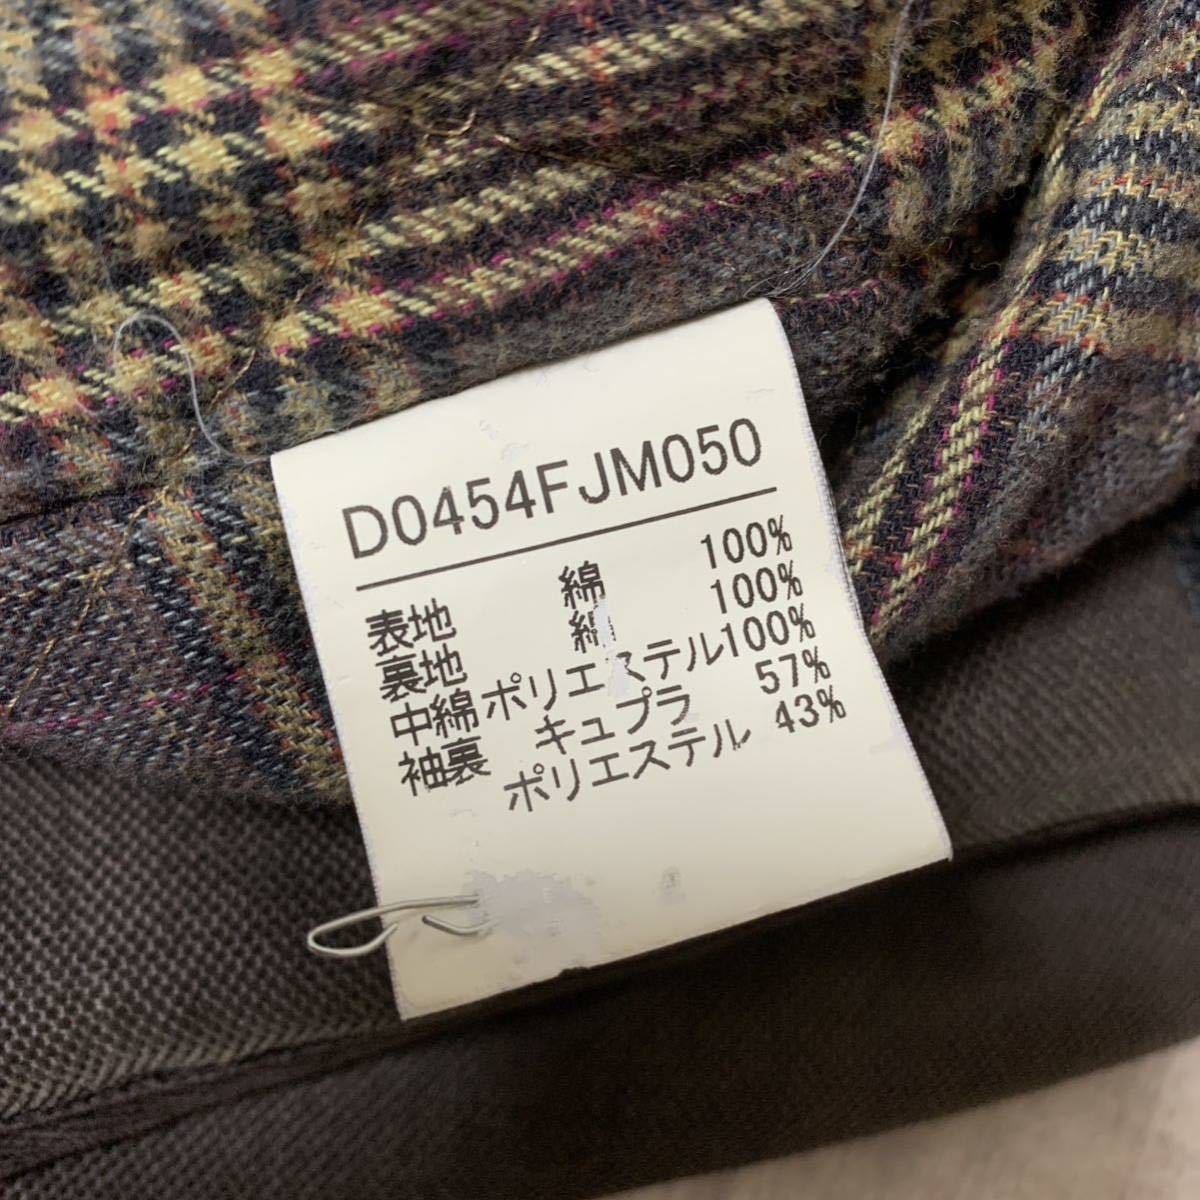 D0454FJM050
表地 綿 100%
裏地 綿 100%
中綿 ポリエステル100%
袖裏 キュプラ 57%
ポリエステル 43%